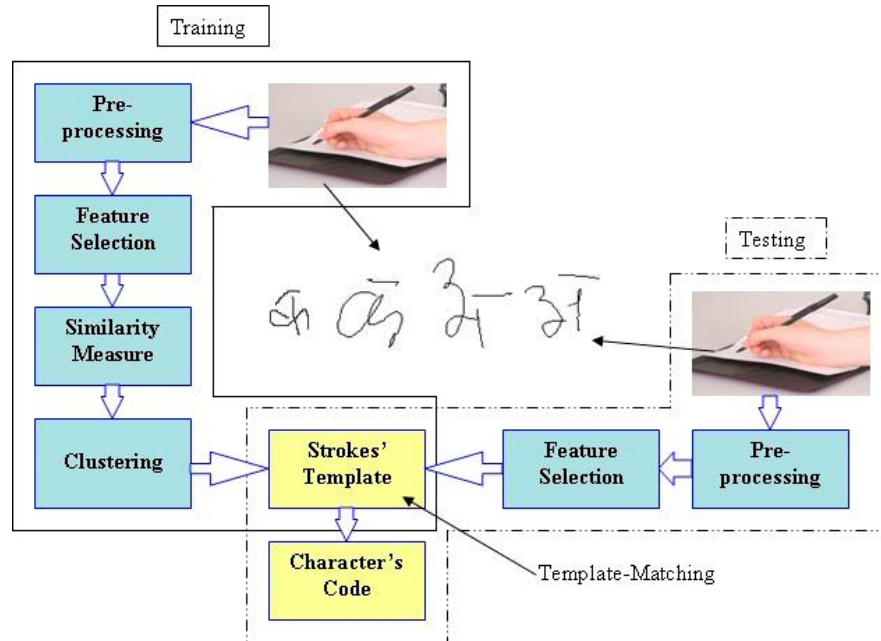 Training
Pre-
processing
Feature
Selection
Testing
Similarity
Measure
Clustering
Strokes'
Template
Feature
Selection
Pre-
processing
Character's
Code
Template-Matching